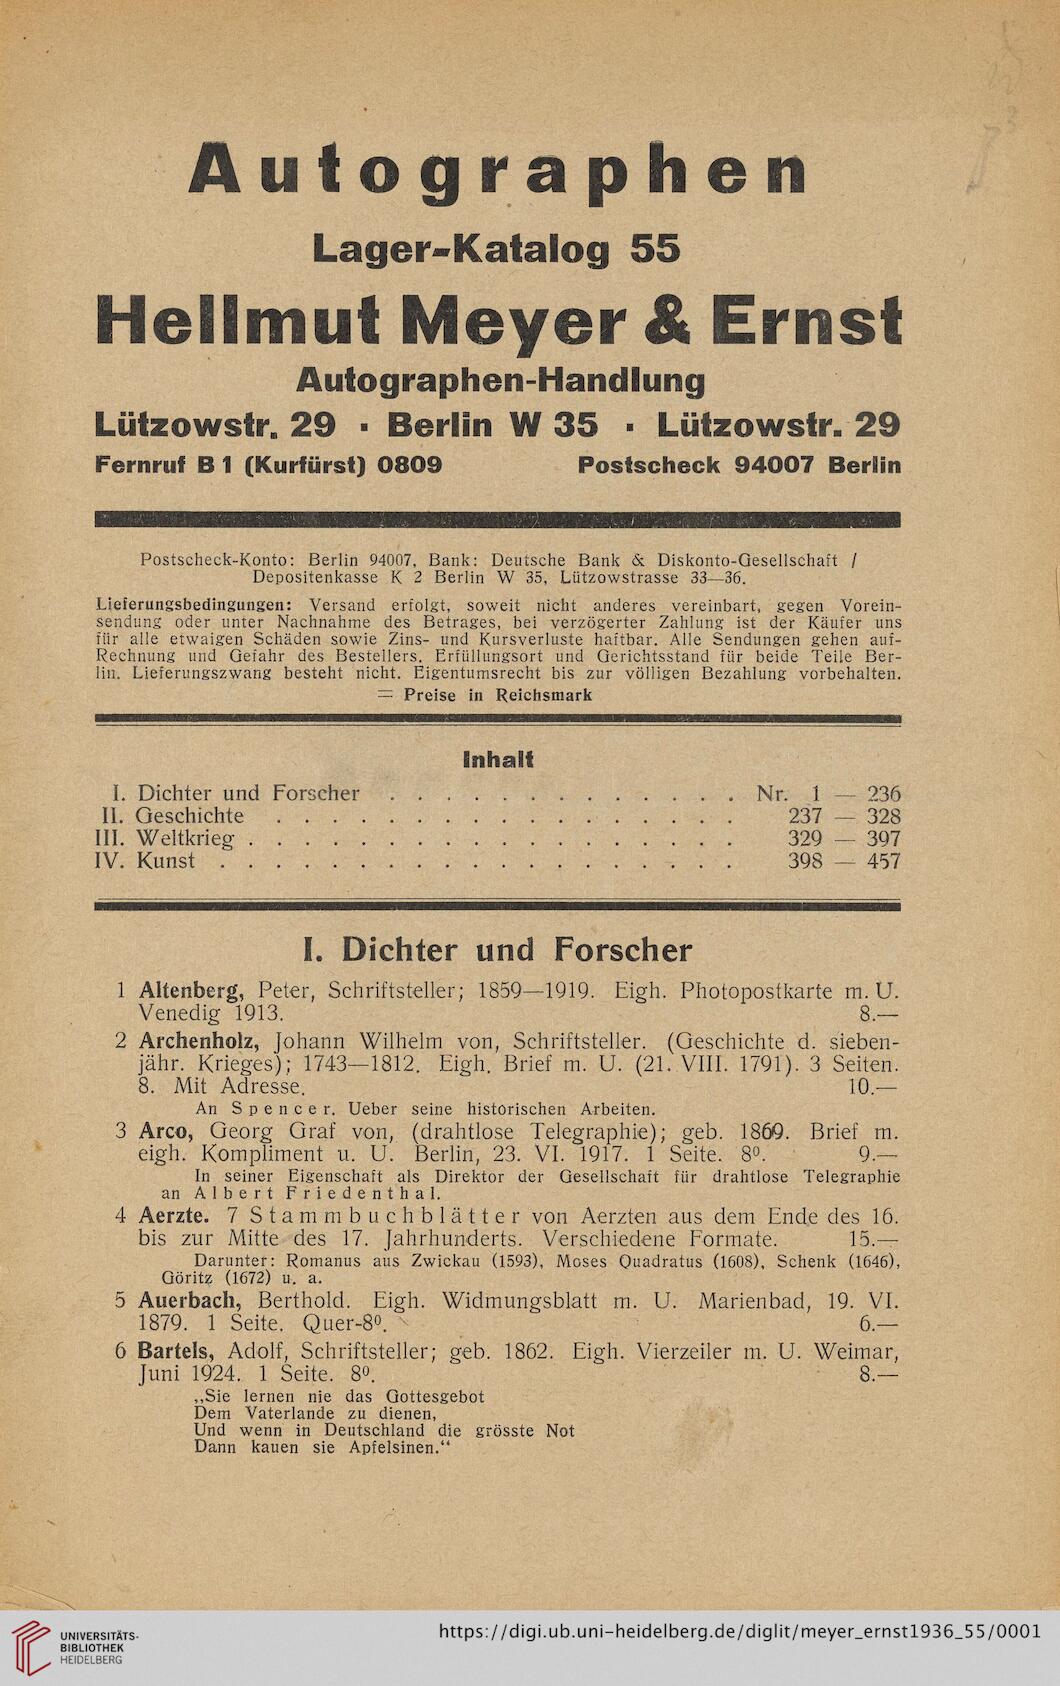 Autographen
Lager-Katalog 55
Hellmut Meyer & Ernst
Autographen-Handlung
Lützowstr. 29 · Berlin W 35 · Lützowstr. 29
Fernruf B 1 (Kurfürst) 0809 Postscheck 94007 Berlin
Postscheck-Konto: Berlin 94007, Bank: Deutsche Bank & Diskonto-Gesellschaft /
Depositenkasse K 2 Berlin W 35, Lützowstrasse 33—36.
Lieferungsbedingungen: Versand erfolgt, soweit nicht anderes vereinbart, gegen Vorein-
sendung oder unter Nachnahme des Betrages, bei verzögerter Zahlung ist der Käufer uns
für alle etwaigen Schäden sowie Zins- und Kursverluste haftbar. Alle Sendungen gehen auf-
Rechnung und Gefahr des Bestellers. Erfüllungsort und Gerichtsstand für beide Teile Ber-
lin. Lieferungszwang besteht nicht. Eigentumsrecht bis zur völligen Bezahlung vorbehalten.
= Preise in Reichsmark
Inhalt
I. Dichter und Forscher . . . . . . . . . . . . . Nr. 1 — 236
II. Geschichte . . . . . . . . . . . . . . . . . 237 — 328
III. Weltkrieg . . . . . . . . . . . . . . . . . . 329 — 397
IV. Kunst . . . . . . . . . . . . . . . . . . . 398 — 457
I. Dichter und Forscher
1 Altenberg, Peter, Schriftsteller; 1859—1919. Eigh. Photopostkarte m. U.
Venedig 1913. 8.—
2 Archenholz, Johann Wilhelm von, Schriftsteller. (Geschichte d. sieben-
jähr. Krieges); 1743—1812. Eigh. Brief m. U. (21. VIII. 1791). 3 Seiten.
8. Mit Adresse. 10.—
An Spencer. Ueber seine historischen Arbeiten.
3 Arco, Georg Graf von, (drahtlose Telegraphie); geb. 1869. Brief m.
eigh. Kompliment u. U. Berlin, 23. VI. 1917. 1 Seite. 8⁰. 9.—
In seiner Eigenschaft als Direktor der Gesellschaft für drahtlose Telegraphie
an Albert Friedenthal.
4 Aerzte. 7 Stammbuchblätter von Aerzten aus dem Ende des 16.
bis zur Mitte des 17. Jahrhunderts. Verschiedene Formate. 15.—
Darunter: Romanus aus Zwickau (1593), Moses Quadratus (1608), Schenk (1646),
Göritz (1672) u. a.
5 Auerbach, Berthold. Eigh. Widmungsblatt m. U. Marienbad, 19. VI.
1879. 1 Seite. Quer-8⁰. 6.—
6 Bartels, Adolf, Schriftsteller; geb. 1862. Eigh. Vierzeiler m. U. Weimar,
Juni 1924. 1 Seite. 8⁰. 8.—
„Sie lernen nie das Gottesgebot
Dem Vaterlande zu dienen,
Und wenn in Deutschland die grösste Not
Dann kauen sie Apfelsinen."
UNIVERSITÄTS-
BIBLIOTHEK
HEIDELBERG
https://digi.ub.uni-heidelberg.de/diglit/meyer_ernst1936_55/0001